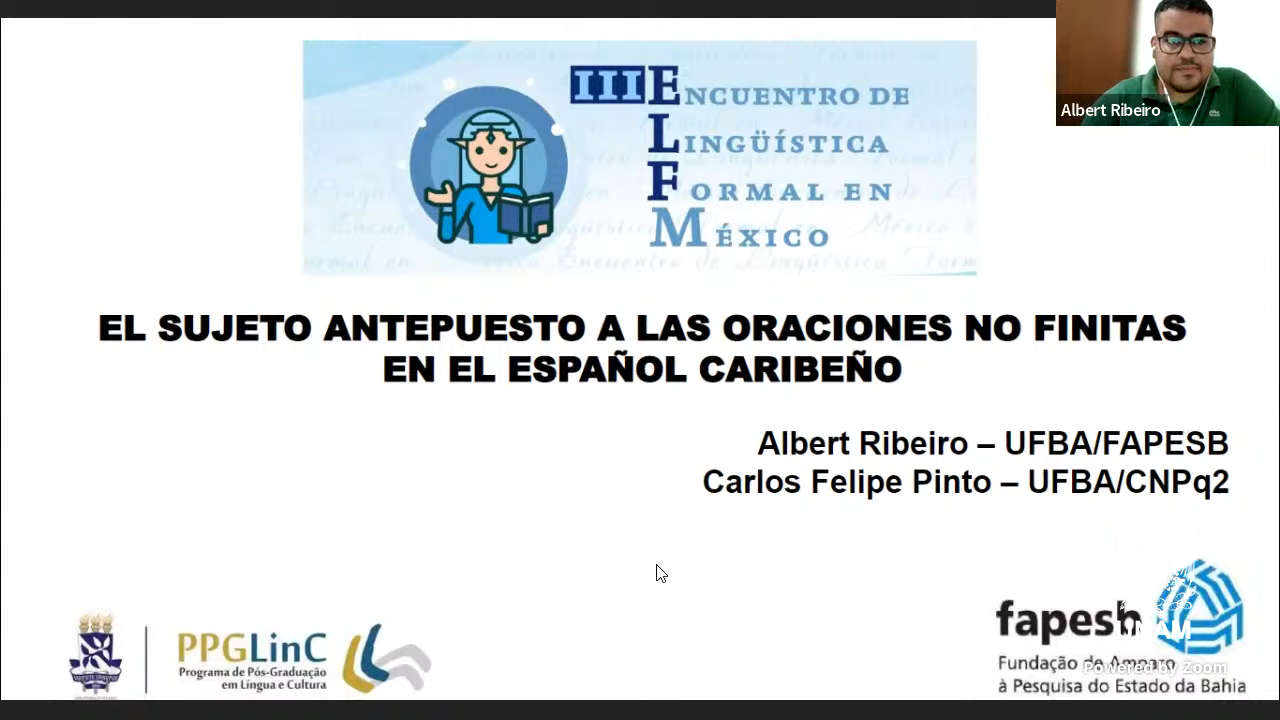 III ENCUENTRO DE
LINGÜÍSTICA
FORMAL EN
MÉXICO
Albert Ribeiro
EL SUJETO ANTEPUESTO A LAS ORACIONES NO FINITAS
EN EL ESPAÑOL CARIBEÑO
Albert Ribeiro – UFBA/FAPESB
Carlos Felipe Pinto – UFBA/CNPq2
PPGLinC
Programa de Pós-Graduação
em Língua e Cultura
fapesb
UNAM
Fundação de Amparo
à Pesquisa do Estado da Bahia
Powered by Zoom